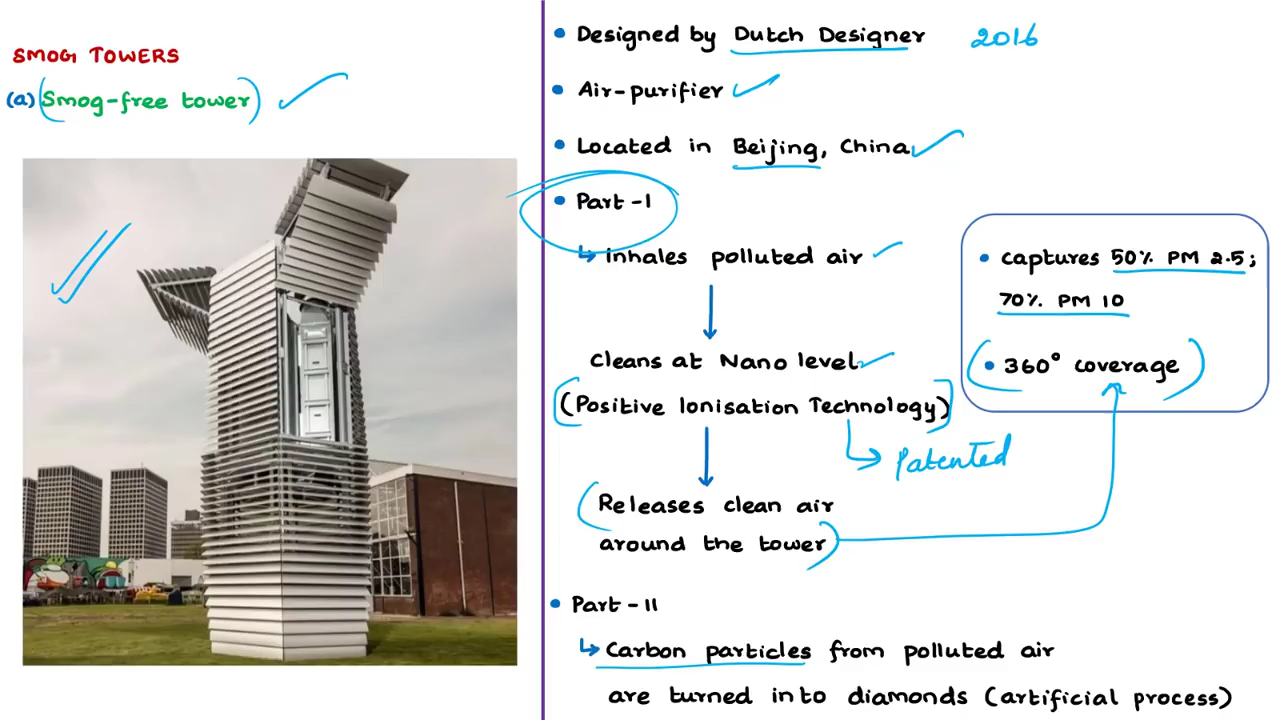 SMOG TOWERS
(a) (Smog-free tower)
• Designed by Dutch Designer 2016
• Air-purifier
• Located in Beijing, China
• Part-I
↳ inhales polluted air
cleans at Nano level
(Positive Ionisation Technology)
patented
Releases clean air
around the tower
• captures 50% PM 2.5;
70% PM 10
• 360° coverage
• Part-II
↳ Carbon particles from polluted air
are turned into diamonds (artificial process)